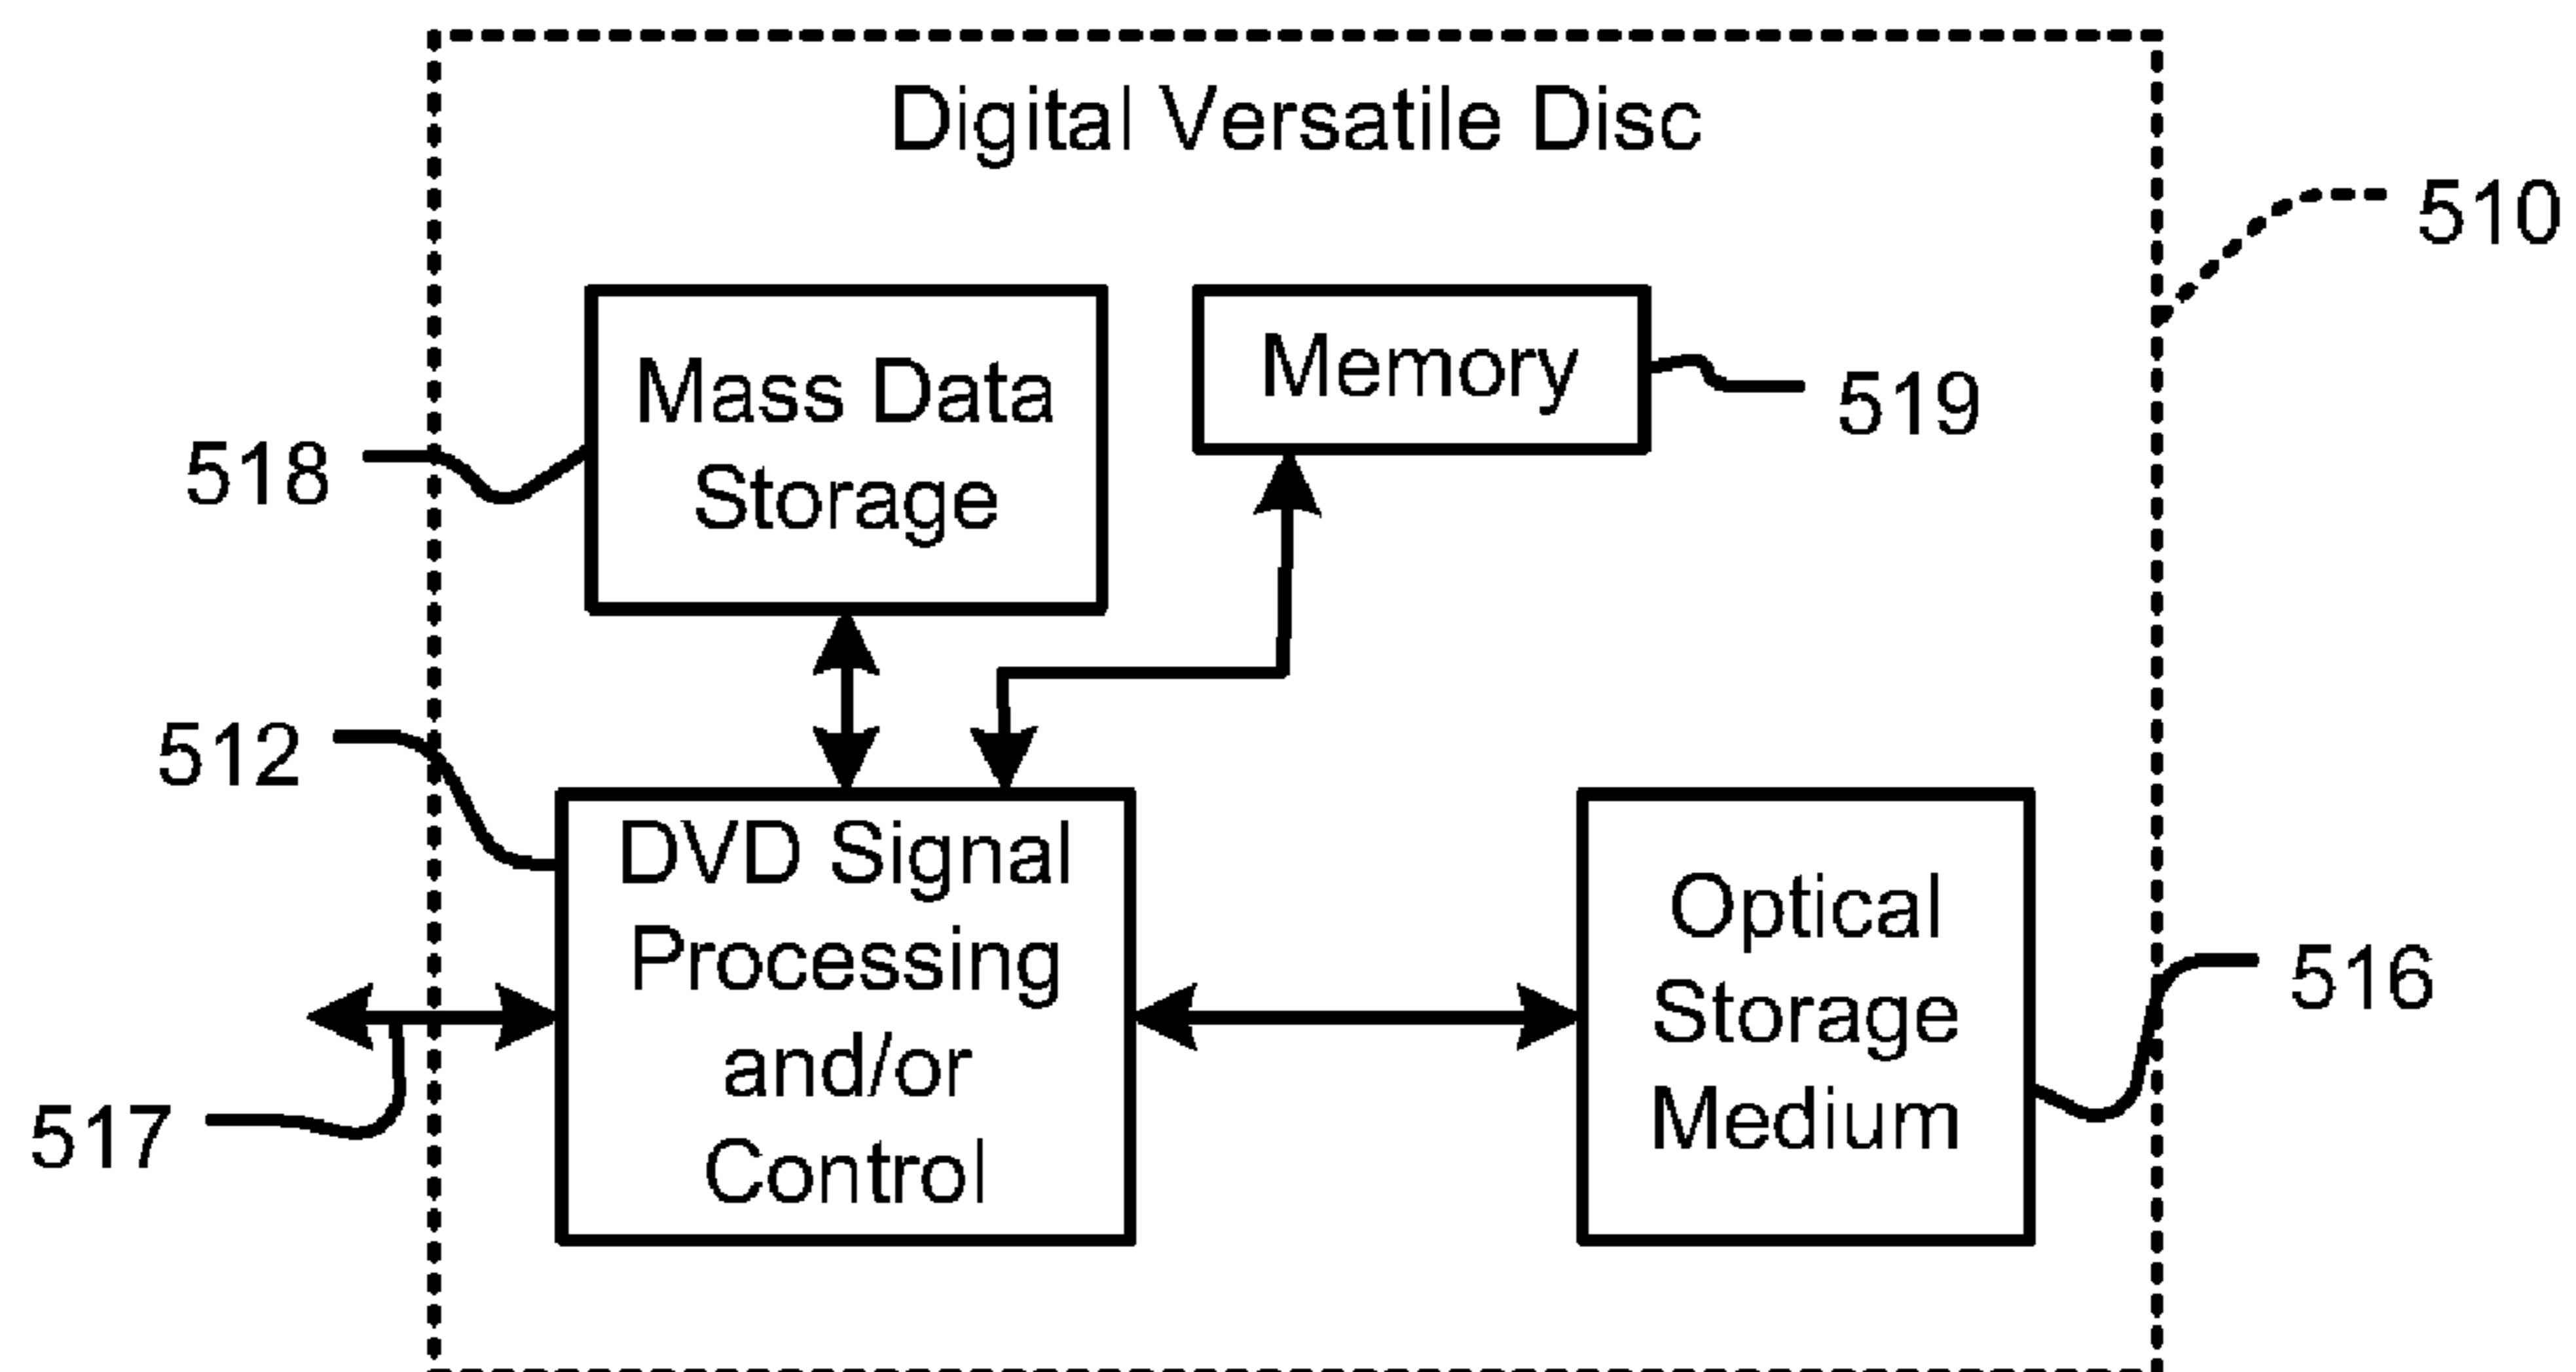 Digital Versatile Disc
510
Mass Data
Storage
518
Memory
519
512
DVD Signal
Processing
and/or
Control
517
Optical
Storage
Medium
516